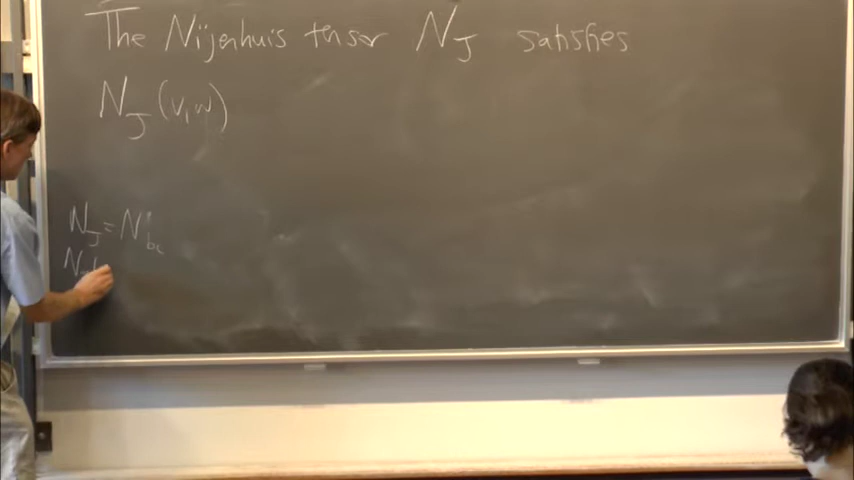 The Nijenhuis tensor N_J satisfies
N_J (v, w)
N_J = N^i_bc
N